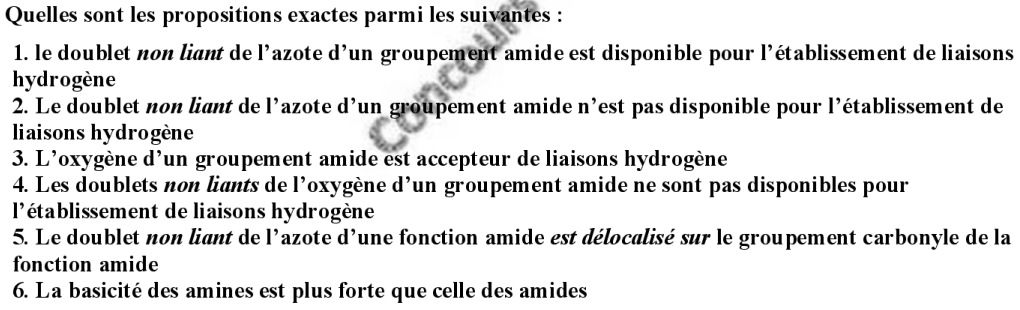 Quelles sont les propositions exactes parmi les suivantes :
1. le doublet non liant de l'azote d'un groupement amide est disponible pour l'établissement de liaisons
hydrogène
2. Le doublet non liant de l'azote d'un groupement amide n'est pas disponible pour l'établissement de
liaisons hydrogène
3. L'oxygène d'un groupement amide est accepteur de liaisons hydrogène
4. Les doublets non liants de l'oxygène d'un groupement amide ne sont pas disponibles pour
l'établissement de liaisons hydrogène
5. Le doublet non liant de l'azote d'une fonction amide est délocalisé sur le groupement carbonyle de la
fonction amide
6. La basicité des amines est plus forte que celle des amides
Concours